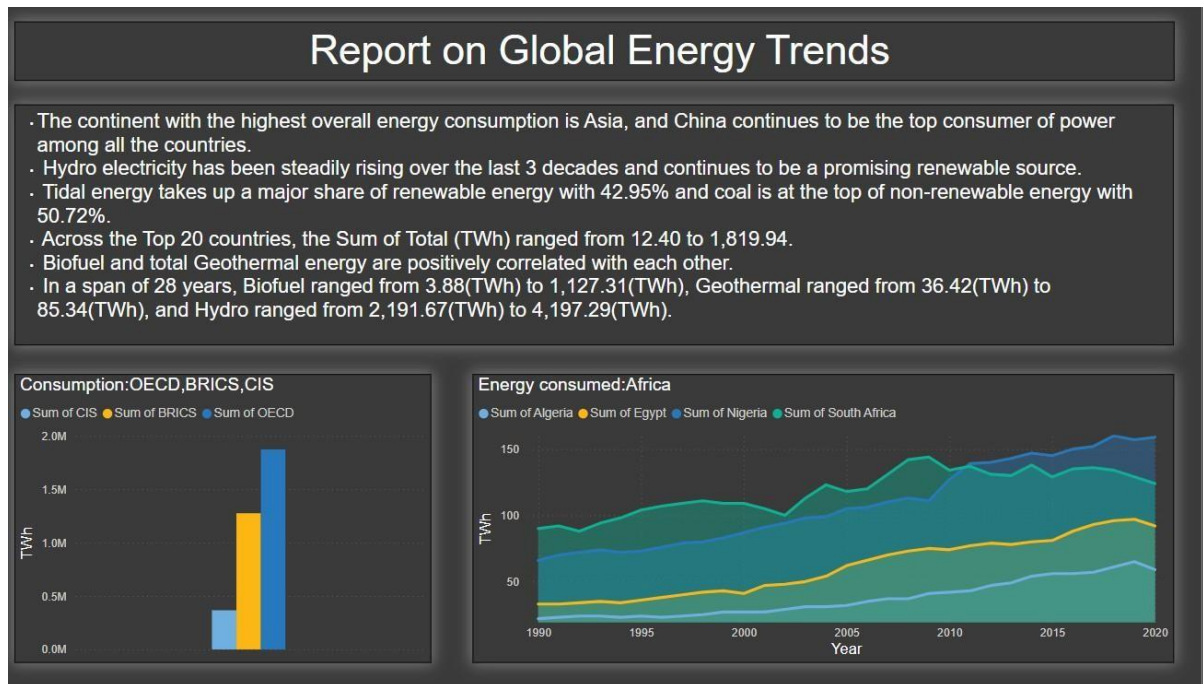 Report on Global Energy Trends
· The continent with the highest overall energy consumption is Asia, and China continues to be the top consumer of power
among all the countries.
· Hydro electricity has been steadily rising over the last 3 decades and continues to be a promising renewable source.
· Tidal energy takes up a major share of renewable energy with 42.95% and coal is at the top of non-renewable energy with
50.72%.
· Across the Top 20 countries, the Sum of Total (TWh) ranged from 12.40 to 1,819.94.
· Biofuel and total Geothermal energy are positively correlated with each other.
· In a span of 28 years, Biofuel ranged from 3.88(TWh) to 1,127.31(TWh), Geothermal ranged from 36.42(TWh) to
85.34(TWh), and Hydro ranged from 2,191.67(TWh) to 4,197.29(TWh).
Consumption:OECD,BRICS,CIS
Sum of CIS Sum of BRICS Sum of OECD
2.0M
1.5M
1.0M
0.5M
0.0M
TWh
Energy consumed:Africa
Sum of Algeria Sum of Egypt Sum of Nigeria Sum of South Africa
150
100
50
TWh
1990 1995 2000 2005 2010 2015 2020
Year